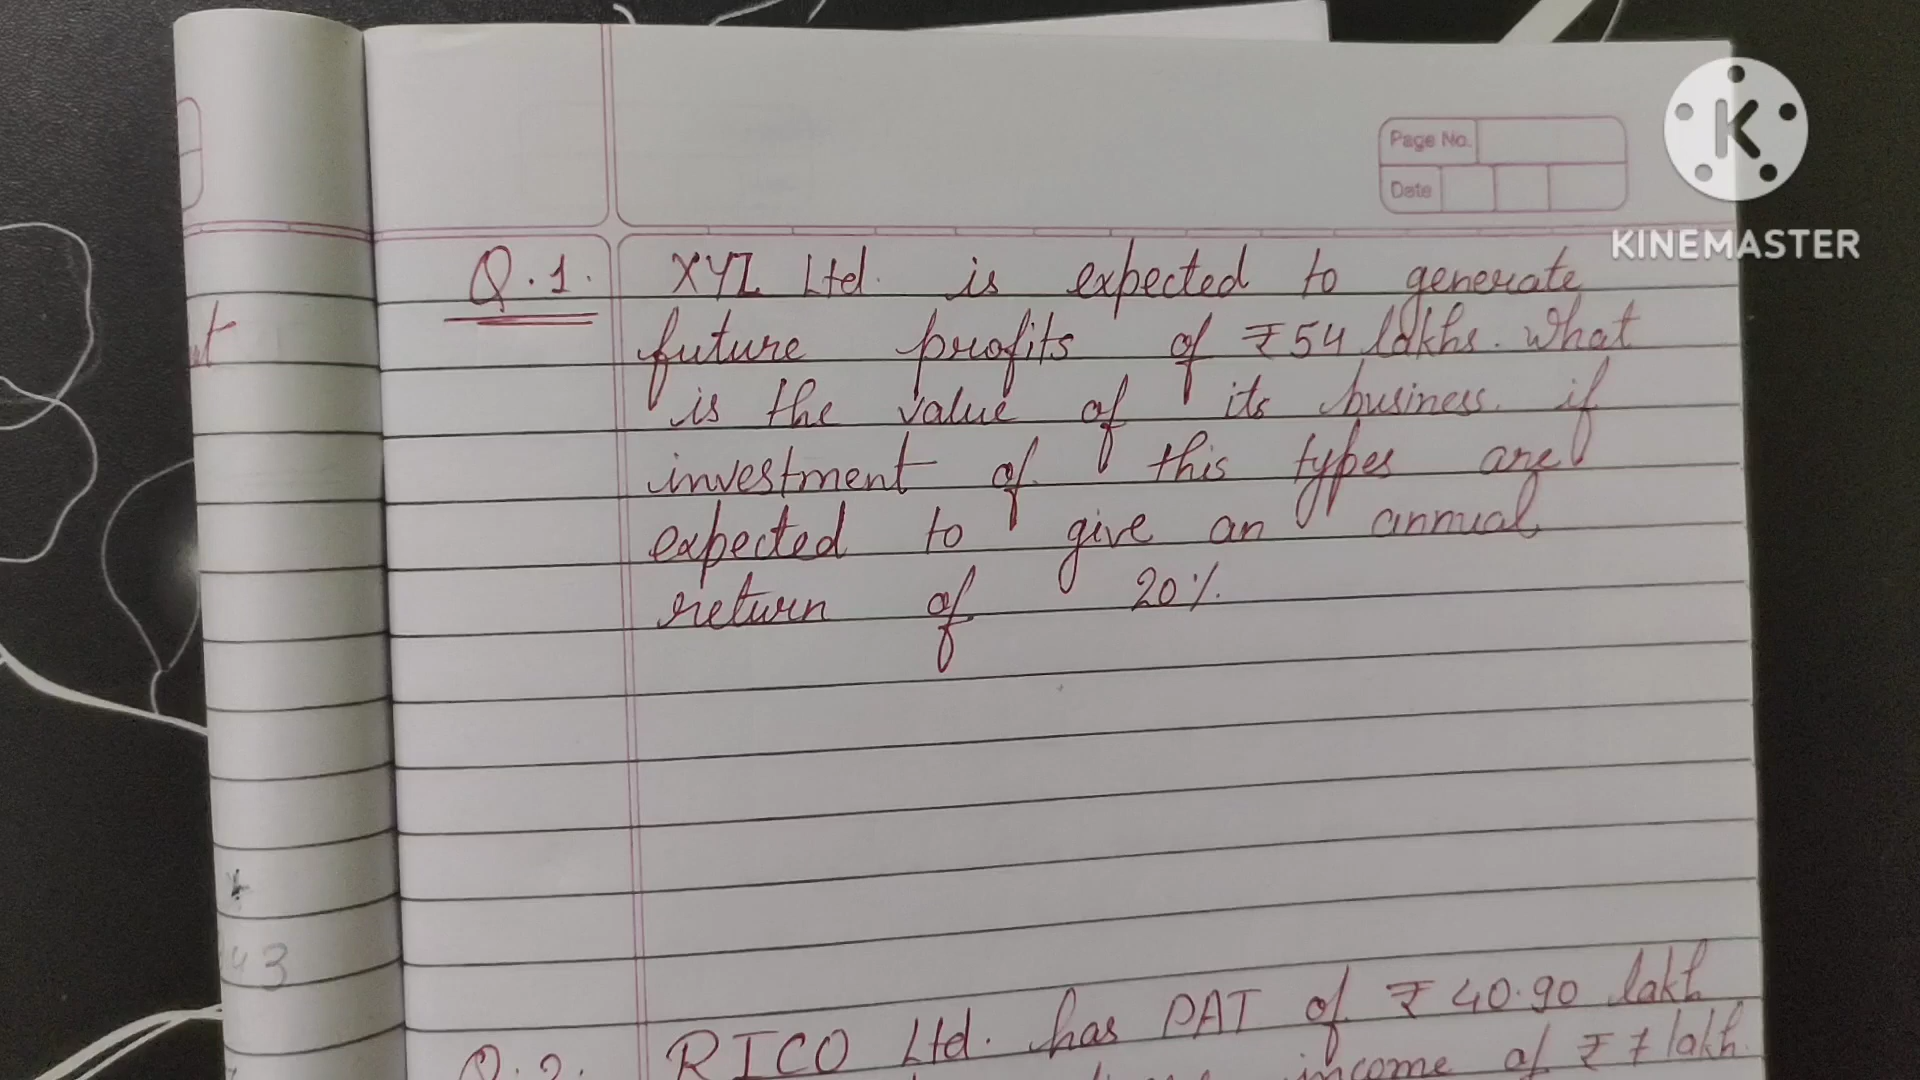 Page No.
Date
K
KINEMASTER
Q.1. XYZ Ltd. is expected to generate
future profits of ₹54 lakhs. What
is the value of its business. if
investment of this types are
expected to give an annual
return of 20%.
t
43
RICO Ltd. has PAT of ₹40.90 lakh
Q.2.
income of ₹7 lakh.